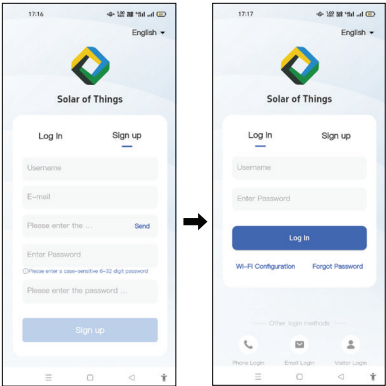 17:16
English
Solar of Things
Log In
Sign up
Username
E-mail
Please enter the ...
Send
Enter Password
Please enter a case-sensitive 6-32 digit password
Please enter the password ...
Sign up
17:17
English
Solar of Things
Log In
Sign up
Username
Enter Password
Log In
Wi-Fi Configuration
Forgot Password
Other login methods
Phone Login
Email Login
Visitor Login